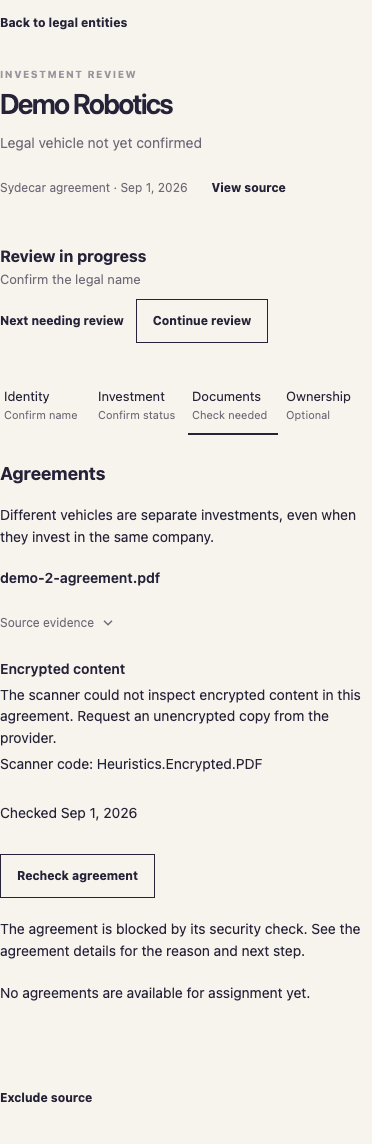 Back to legal entities
INVESTMENT REVIEW
Demo Robotics
Legal vehicle not yet confirmed
Sydecar agreement · Sep 1, 2026 View source
Review in progress
Confirm the legal name
Next needing review Continue review
Identity Investment Documents Ownership
Confirm name Confirm status Check needed Optional
Agreements
Different vehicles are separate investments, even when
they invest in the same company.
demo-2-agreement.pdf
Source evidence
Encrypted content
The scanner could not inspect encrypted content in this
agreement. Request an unencrypted copy from the
provider.
Scanner code: Heuristics.Encrypted.PDF
Checked Sep 1, 2026
Recheck agreement
The agreement is blocked by its security check. See the
agreement details for the reason and next step.
No agreements are available for assignment yet.
Exclude source